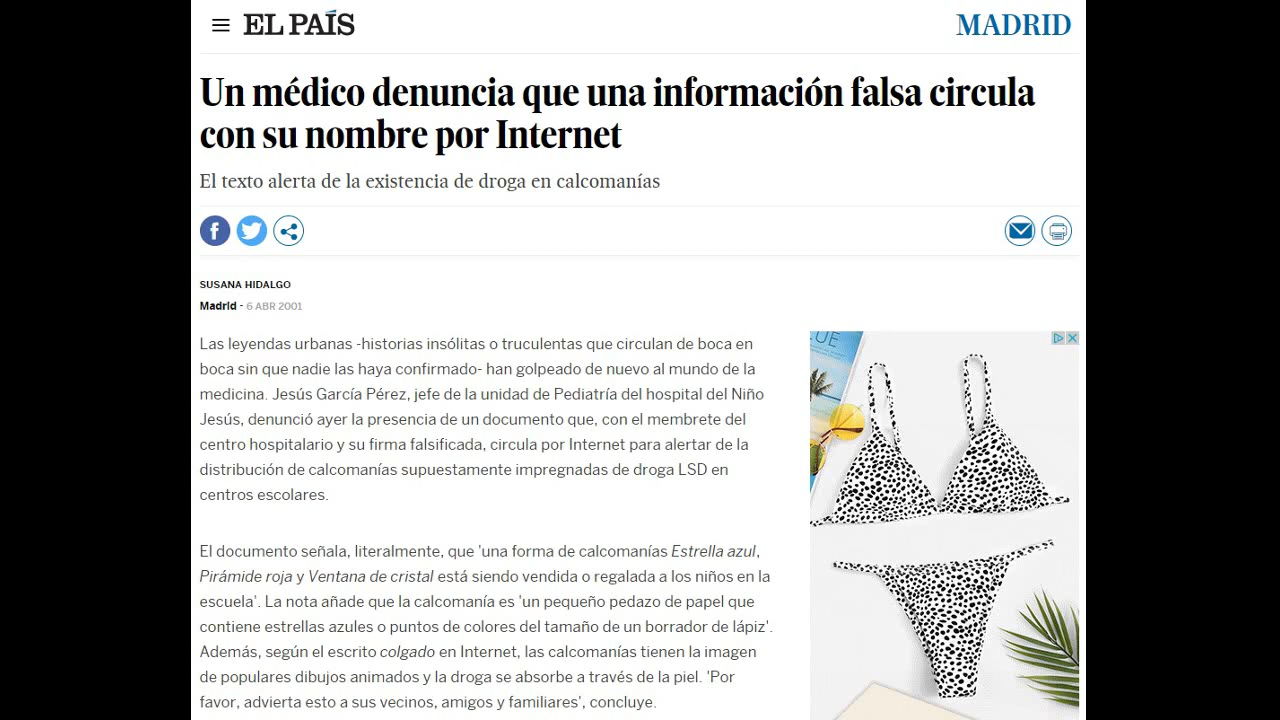 EL PAÍS
MADRID
Un médico denuncia que una información falsa circula
con su nombre por Internet
El texto alerta de la existencia de droga en calcomanías
SUSANA HIDALGO
Madrid - 6 ABR 2001
Las leyendas urbanas -historias insólitas o truculentas que circulan de boca en
boca sin que nadie las haya confirmado- han golpeado de nuevo al mundo de la
medicina. Jesús García Pérez, jefe de la unidad de Pediatría del hospital del Niño
Jesús, denunció ayer la presencia de un documento que, con el membrete del
centro hospitalario y su firma falsificada, circula por Internet para alertar de la
distribución de calcomanías supuestamente impregnadas de droga LSD en
centros escolares.
El documento señala, literalmente, que 'una forma de calcomanías Estrella azul,
Pirámide roja y Ventana de cristal está siendo vendida o regalada a los niños en la
escuela'. La nota añade que la calcomanía es 'un pequeño pedazo de papel que
contiene estrellas azules o puntos de colores del tamaño de un borrador de lápiz'.
Además, según el escrito colgado en Internet, las calcomanías tienen la imagen
de populares dibujos animados y la droga se absorbe a través de la piel. 'Por
favor, advierta esto a sus vecinos, amigos y familiares', concluye.